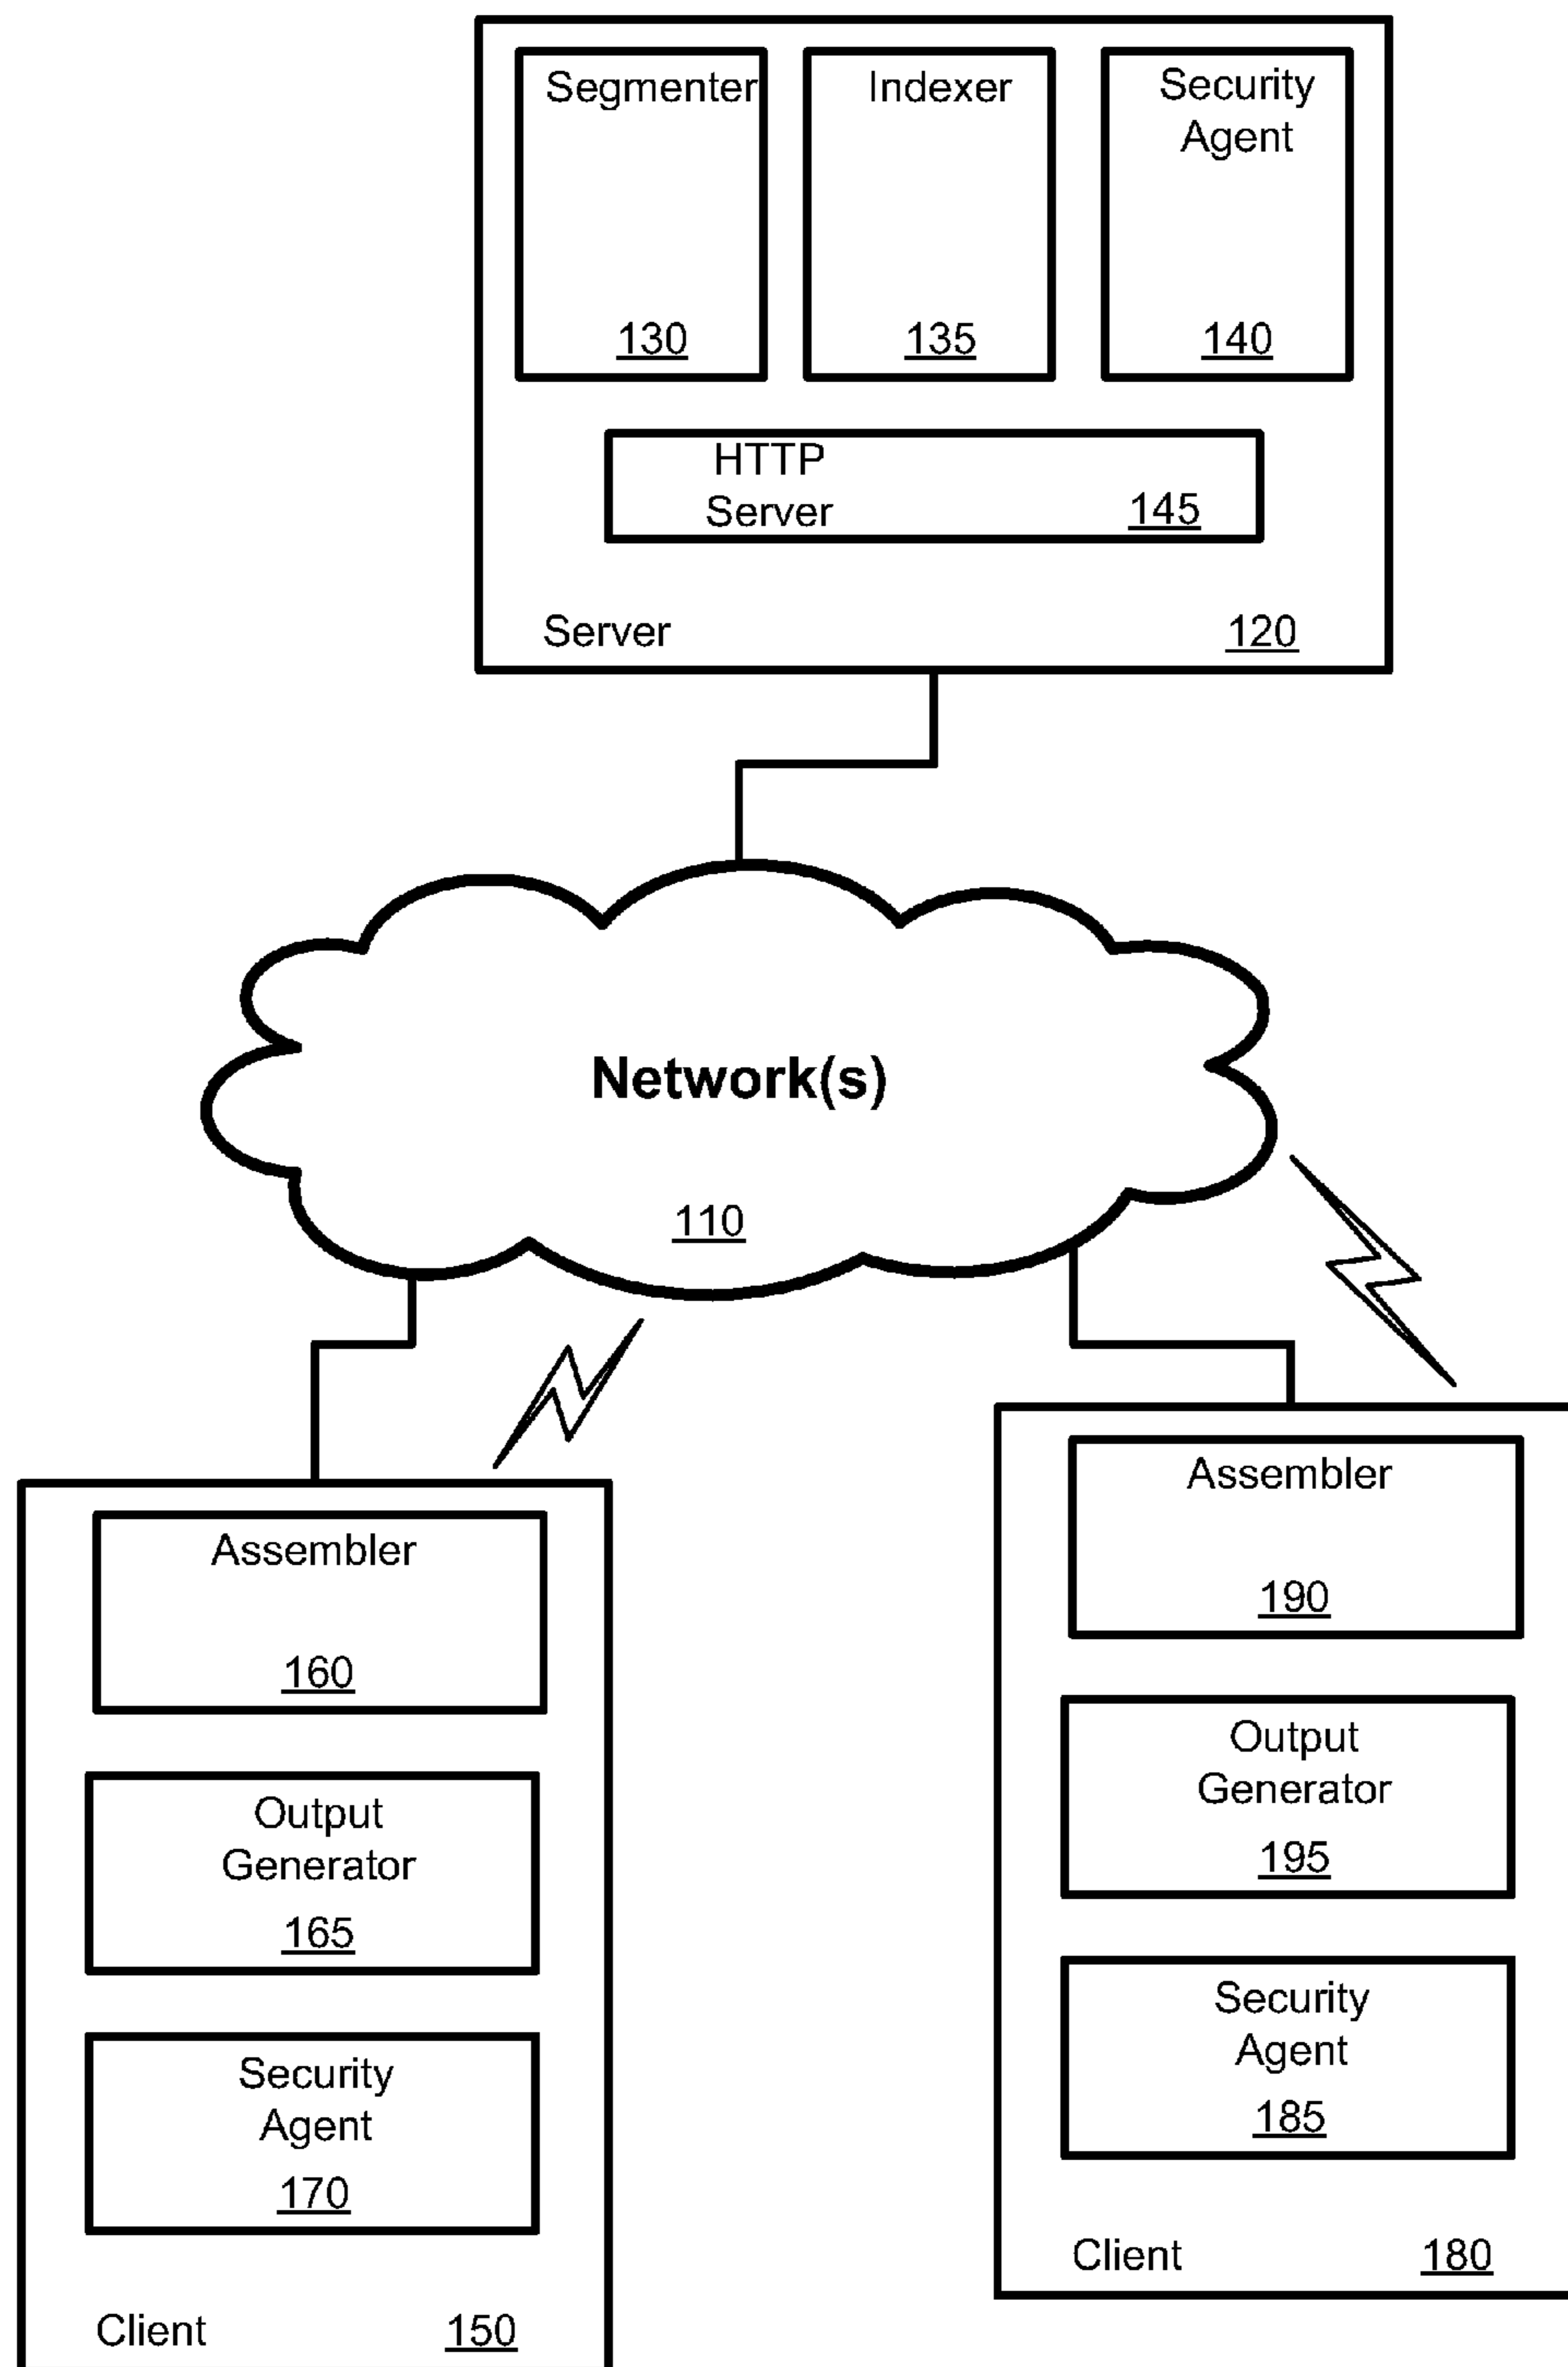 Segmenter
130
Indexer
135
Security
Agent
140
HTTP
Server
145
Server
120
Network(s)
110
Assembler
160
Output
Generator
165
Security
Agent
170
Client
150
Assembler
190
Output
Generator
195
Security
Agent
185
Client
180